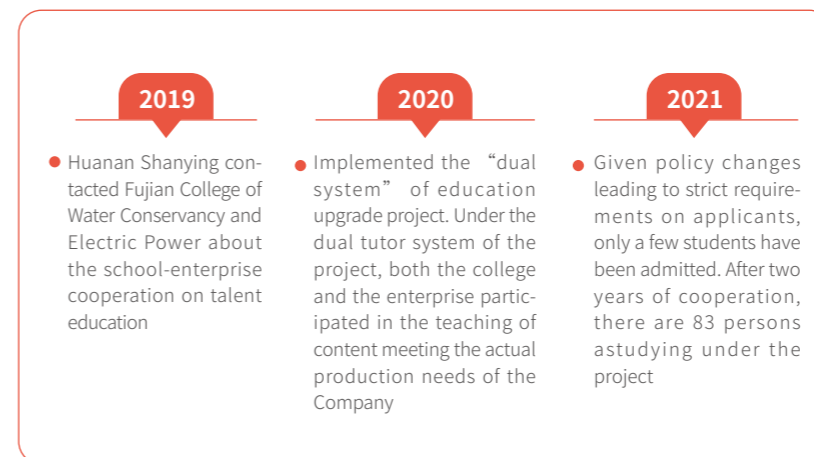 2019
Huanan Shanying con-
tacted Fujian College of
Water Conservancy and
Electric Power about
the school-enterprise
cooperation on talent
education
2020
Implemented the “dual
system” of education
upgrade project. Under the
dual tutor system of the
project, both the college
and the enterprise partic-
ipated in the teaching of
content meeting the actual
production needs of the
Company
2021
Given policy changes
leading to strict require-
ments on applicants,
only a few students have
been admitted. After two
years of cooperation,
there are 83 persons
astudying under the
project